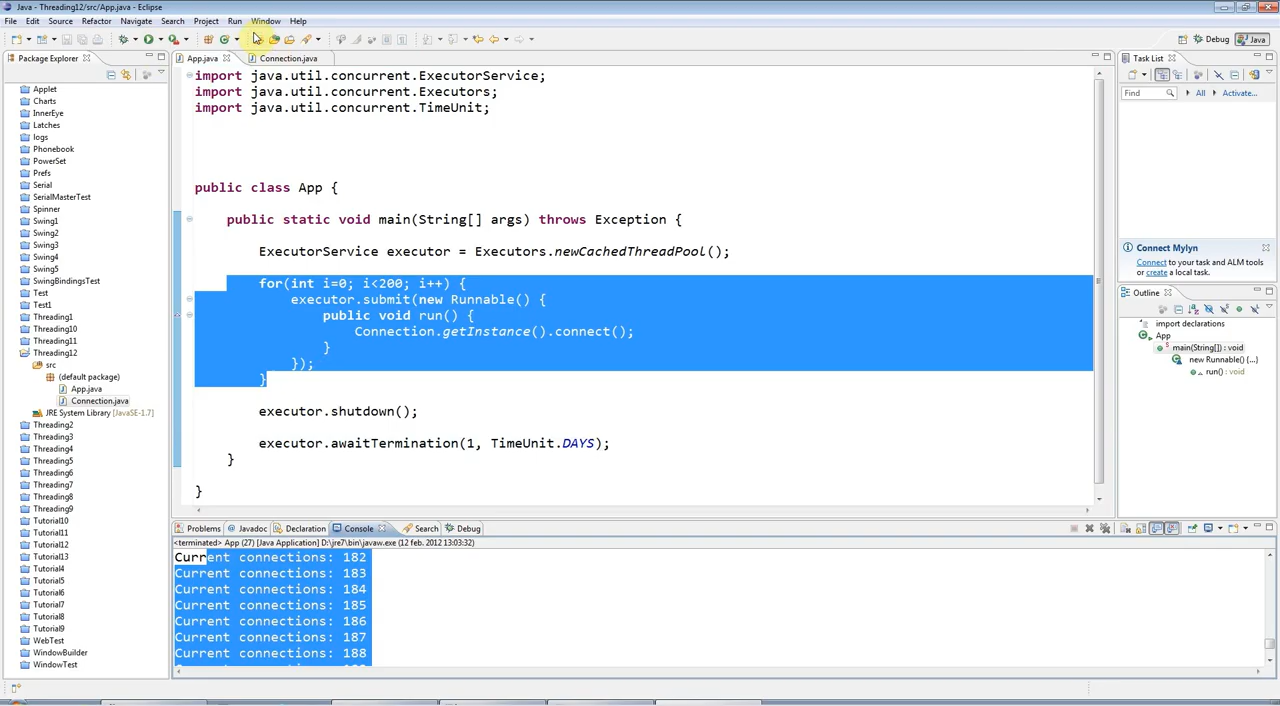 Java - Threading12/src/App.java - Eclipse
File Edit Source Refactor Navigate Search Project Run Window Help
Debug Java
Package Explorer
Applet
Charts
InnerEye
Latches
logs
Phonebook
PowerSet
Prefs
Serial
SerialMasterTest
Spinner
Swing1
Swing2
Swing3
Swing4
Swing5
SwingBindingsTest
Test
Test1
Threading1
Threading10
Threading11
Threading12
src
(default package)
App.java
Connection.java
JRE System Library [JavaSE-1.7]
Threading2
Threading3
Threading4
Threading5
Threading6
Threading7
Threading8
Threading9
Tutorial10
Tutorial11
Tutorial12
Tutorial13
Tutorial4
Tutorial5
Tutorial6
Tutorial7
Tutorial8
Tutorial9
WebTest
WindowBuilder
WindowTest
App.java Connection.java
import java.util.concurrent.ExecutorService;
import java.util.concurrent.Executors;
import java.util.concurrent.TimeUnit;
public class App {
public static void main(String[] args) throws Exception {
ExecutorService executor = Executors.newCachedThreadPool();
for(int i=0; i<200; i++) {
executor.submit(new Runnable() {
public void run() {
Connection.getInstance().connect();
}
});
}
executor.shutdown();
executor.awaitTermination(1, TimeUnit.DAYS);
}
}
Problems @ Javadoc Declaration Console Search Debug
<terminated> App (27) [Java Application] D:\jre7\bin\javaw.exe (12 feb. 2012 13:03:32)
Current connections: 182
Current connections: 183
Current connections: 184
Current connections: 185
Current connections: 186
Current connections: 187
Current connections: 188
Task List
Find All Activate...
Connect Mylyn
Connect to your task and ALM tools
or create a local task.
Outline
import declarations
App
main(String[]) : void
new Runnable() {...}
run() : void